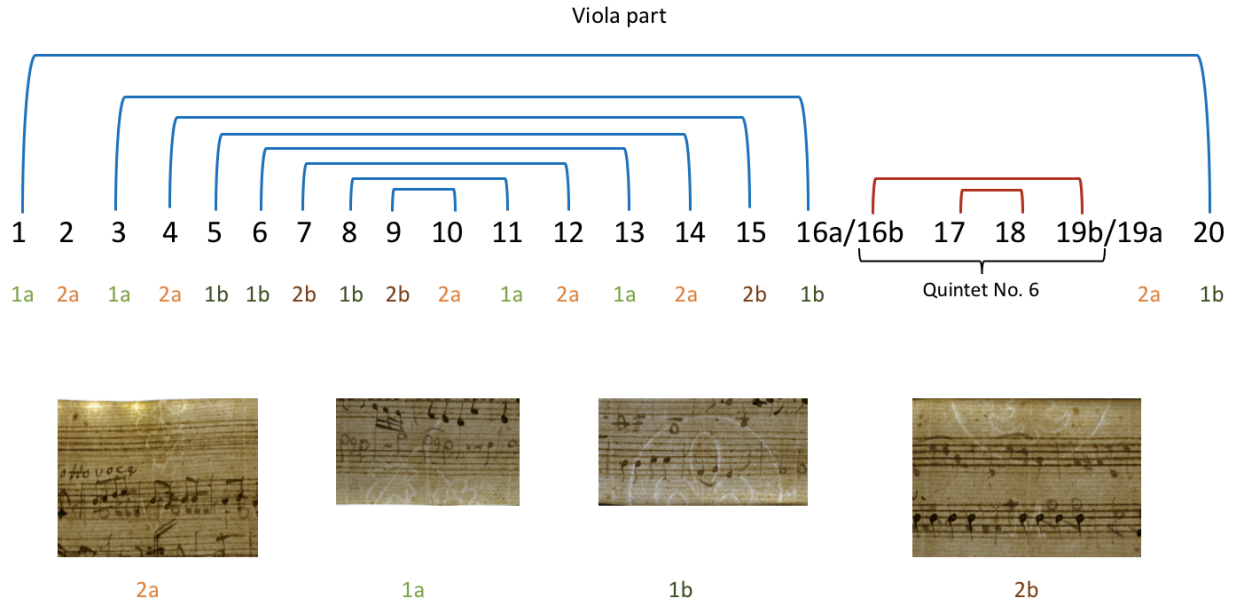 Viola part
1 2 3 4 5 6 7 8 9 10 11 12 13 14 15 16a/16b 17 18 19b/19a 20
1a 2a 1a 2a 1b 1b 2b 1b 2b 2a 1a 2a 1a 2a 2b 1b Quintet No. 6 2a 1b
otto voce
2a 1a 1b 2b